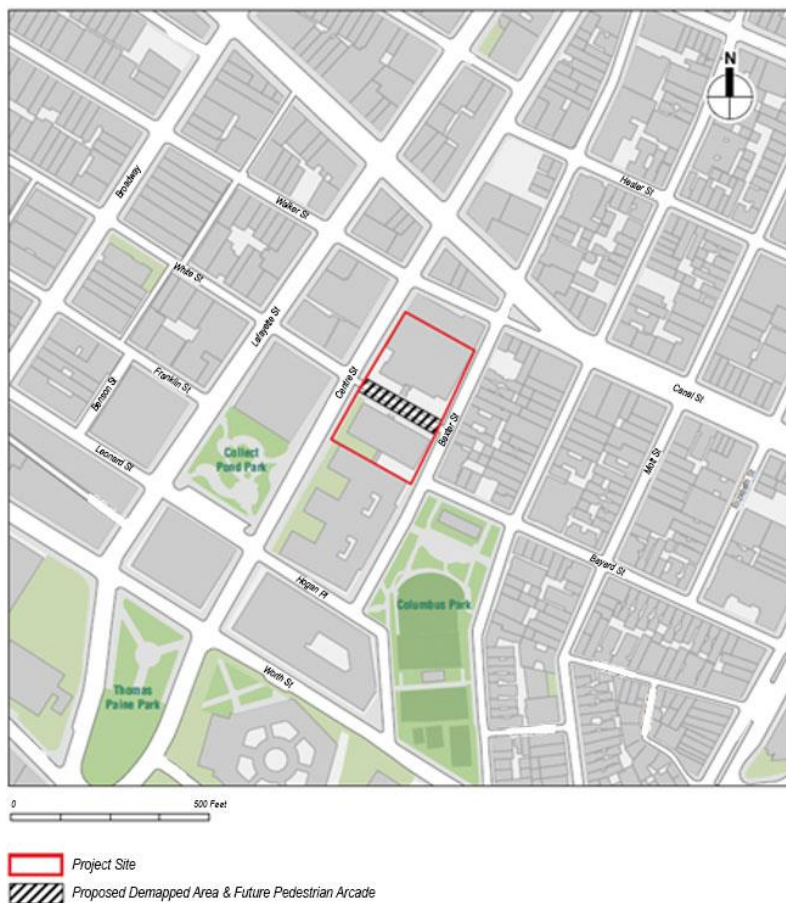 N
Hester St
Broadway
Walker St
White St
Lafayette St
Centre St
Franklin St
Benson St
Canal St
Baxter St
Mott St
Elizabeth St
Leonard St
Collect
Pond Park
Bayard St
Hogan Pl
Columbus Park
Worth St
Thomas
Paine Park
0 500 Feet
Project Site
Proposed Demapped Area & Future Pedestrian Arcade